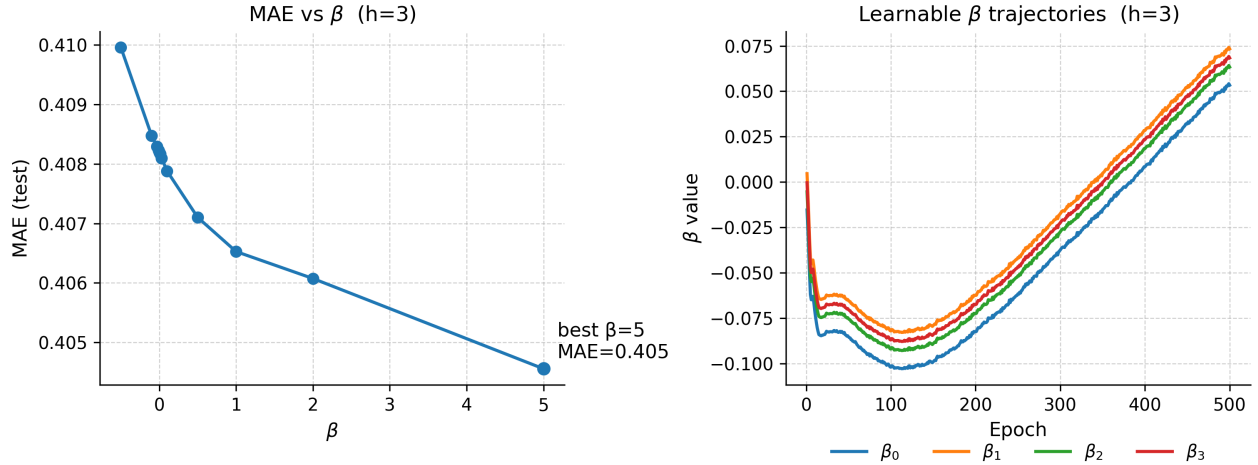 MAE vs β (h=3)
MAE (test)
0.410
0.409
0.408
0.407
0.406
0.405
best β=5
MAE=0.405
0
1
2
3
4
5
β
Learnable β trajectories (h=3)
β value
0.075
0.050
0.025
0.000
−0.025
−0.050
−0.075
−0.100
0
100
200
300
400
500
Epoch
β₀ β₁ β₂ β₃